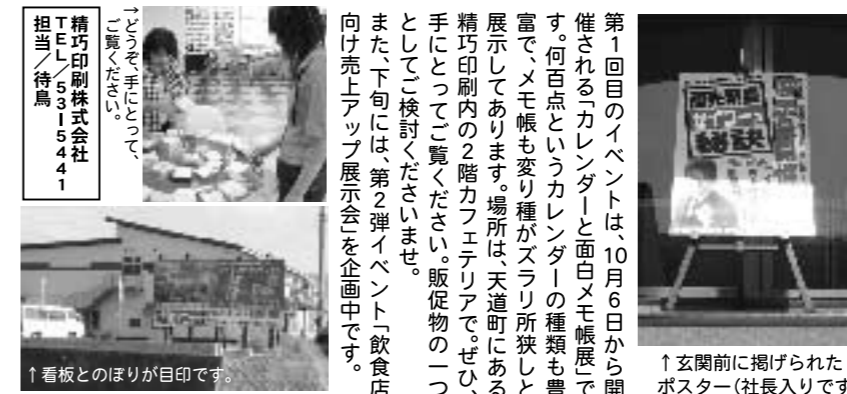 ↑玄関前に掲げられた
ポスター(社長入りです
第1回目のイベントは、10月6日から開
催される「カレンダーと面白メモ帳展」で
す。何百点というカレンダーの種類も豊
富で、メモ帳も変り種がズラリ所狭しと
展示してあります。場所は、天道町にある
精巧印刷内の2階カフェテリアで。ぜひ、
手にとってご覧ください。販促物の一つ
としてご検討くださいませ。
また、下旬には、第2弾イベント「飲食店
向け売上アップ展示会」を企画中です。
→どうぞ、手にとって、
ご覧ください。
精巧印刷株式会社
TEL/53-5441
担当/待鳥
↑看板とのぼりが目印です。